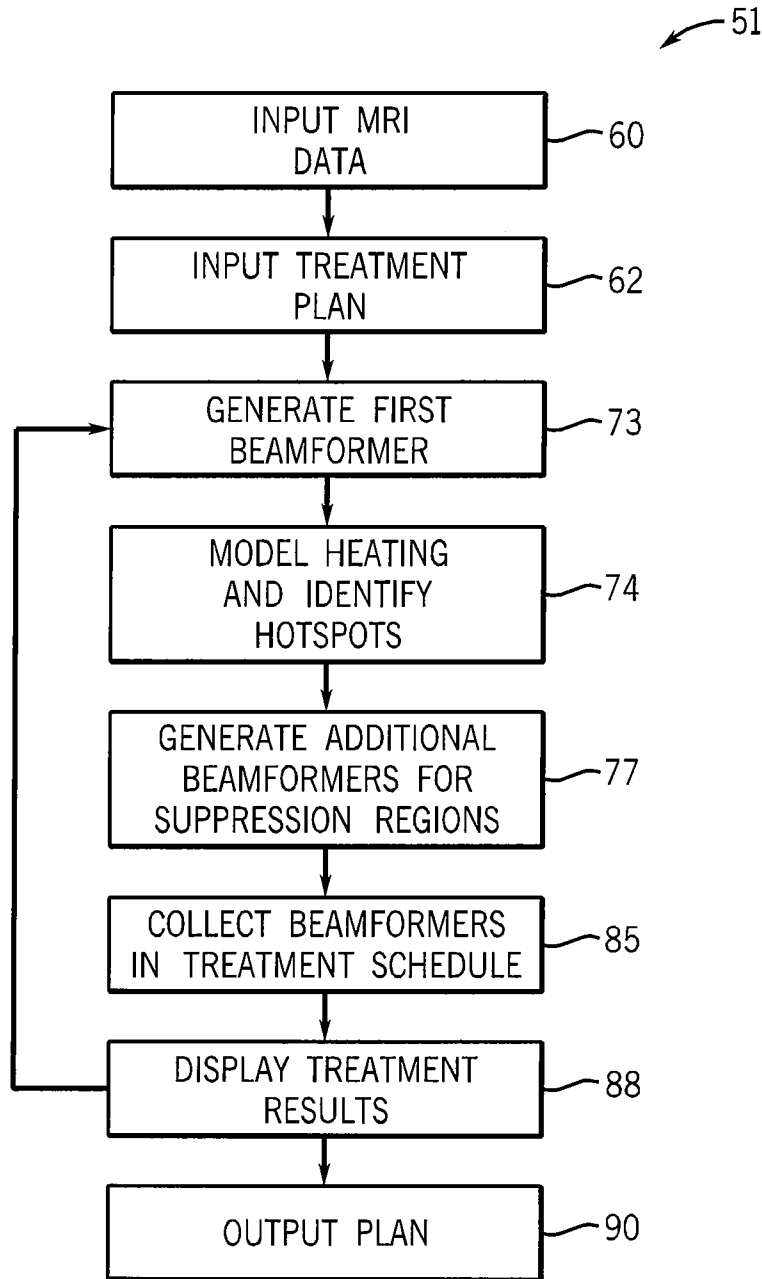 51
INPUT MRI
DATA
60
INPUT TREATMENT
PLAN
62
GENERATE FIRST
BEAMFORMER
73
MODEL HEATING
AND IDENTIFY
HOTSPOTS
74
GENERATE ADDITIONAL
BEAMFORMERS FOR
SUPPRESSION REGIONS
77
COLLECT BEAMFORMERS
IN TREATMENT SCHEDULE
85
DISPLAY TREATMENT
RESULTS
88
OUTPUT PLAN
90